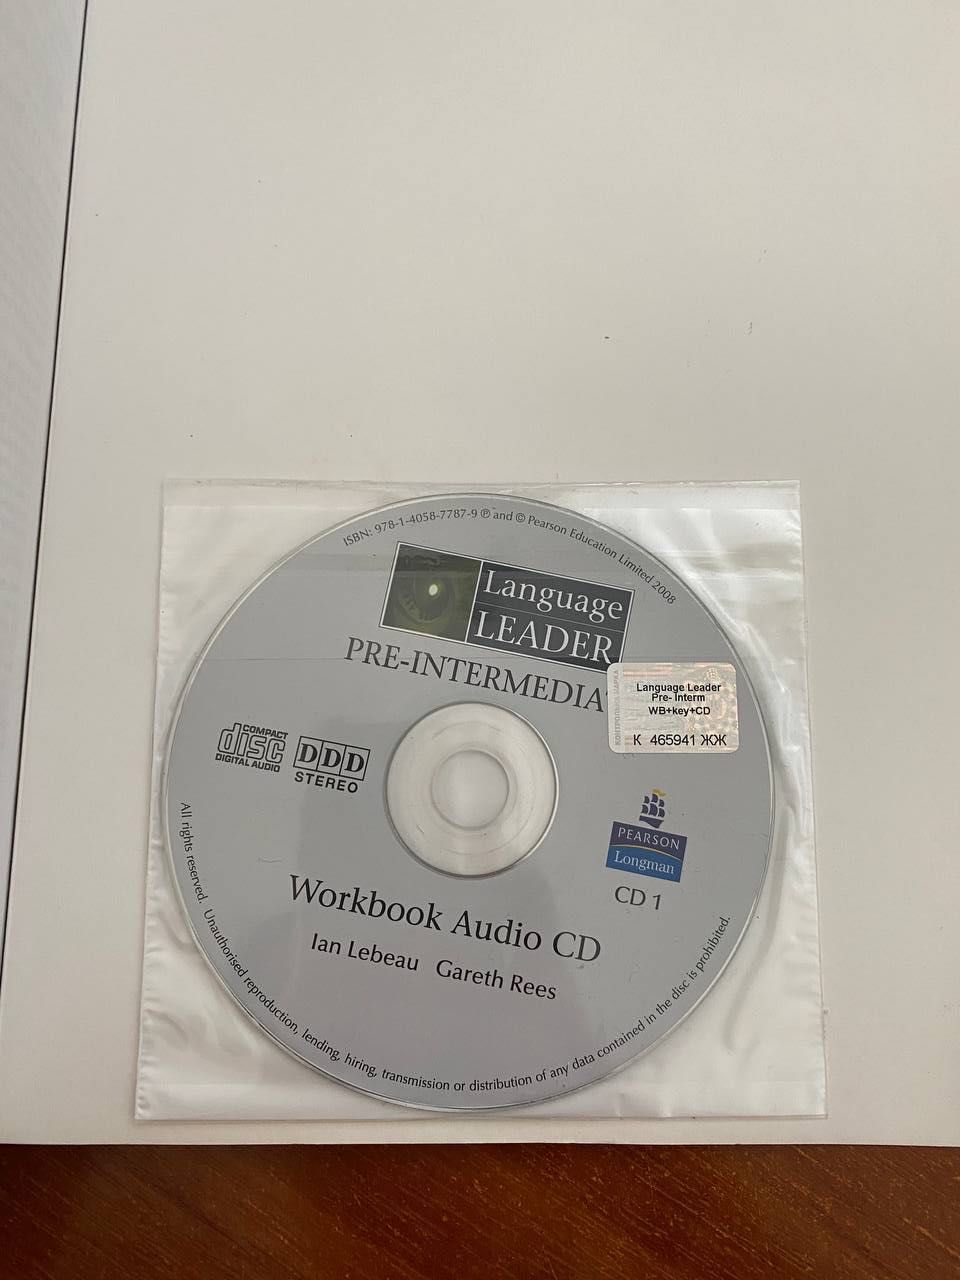 ISBN: 978-1-4058-7787-9 ℗ and © Pearson Education Limited 2008
Language
LEADER
PRE-INTERMEDIA
КОНТРОЛЬНА МАРКА
Language Leader
Pre- Interm
WB+key+CD
К 465941 ЖЖ
COMPACT
disc
DIGITAL AUDIO
DDD
STEREO
PEARSON
Longman
CD 1
Workbook Audio CD
Ian Lebeau Gareth Rees
All rights reserved. Unauthorised reproduction, lending, hiring, transmission or distribution of any data contained in the disc is prohibited.